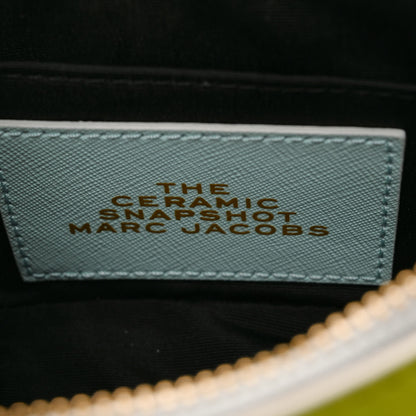 THE
CERAMIC
SNAPSHOT
MARC JACOBS